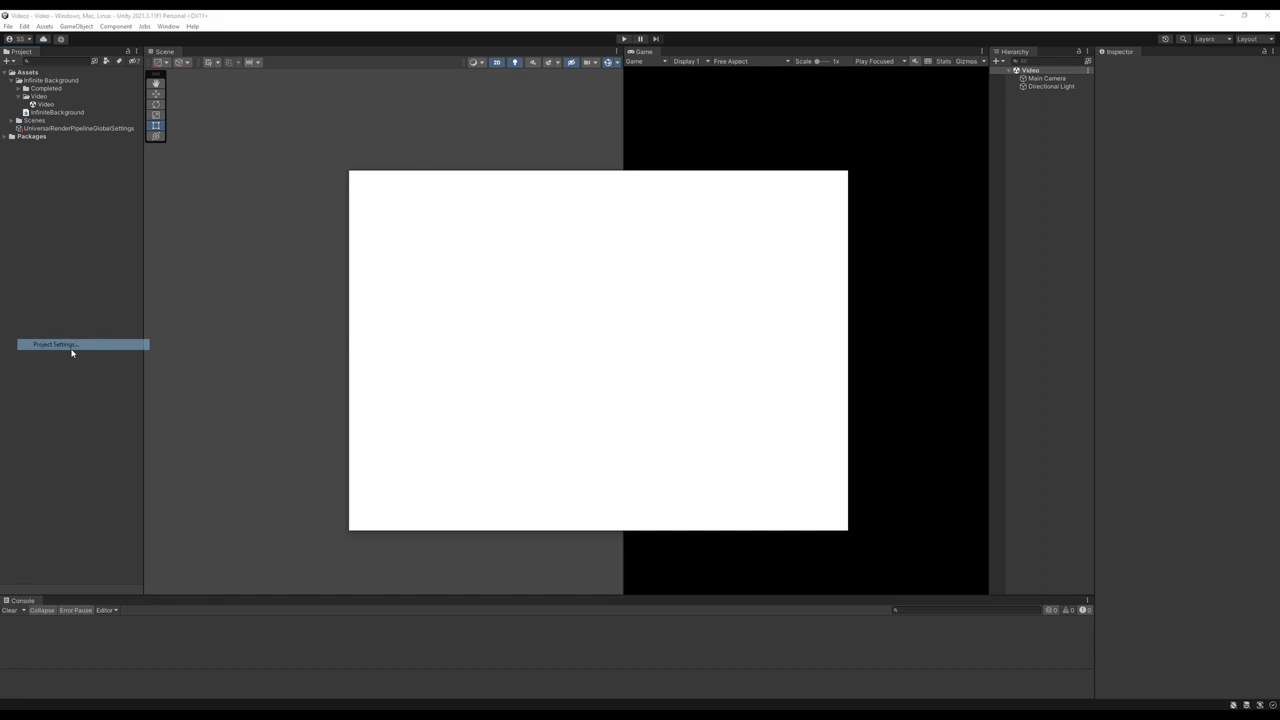 Videos - Video - Windows, Mac, Linux - Unity 2021.3.11f1 Personal <DX11>
File Edit Assets GameObject Component Jobs Window Help
SS
Layers Layout
Project
Scene
Game
Hierarchy
Inspector
Game Display 1 Free Aspect Scale 1x Play Focused Stats Gizmos
2D
All
Assets
Infinite Background
Completed
Video
Video
InfiniteBackground
Scenes
UniversalRenderPipelineGlobalSettings
Packages
Video
Main Camera
Directional Light
Project Settings...
Console
Clear Collapse Error Pause Editor
0 0 0